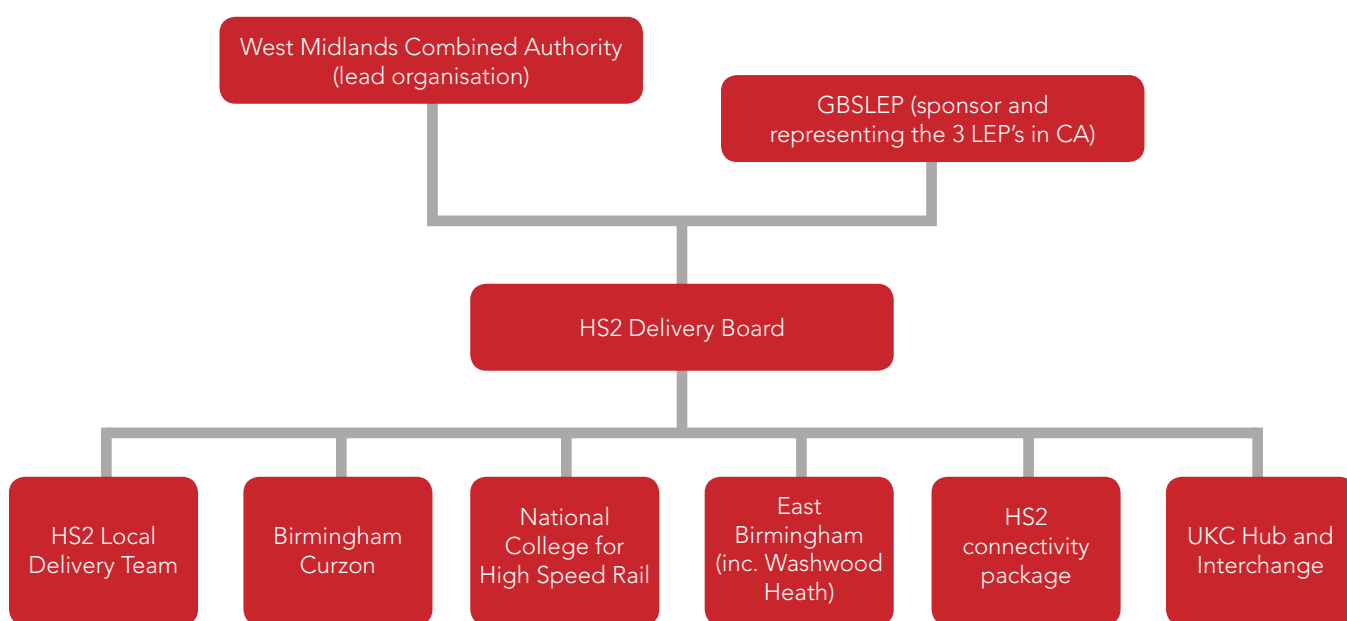 West Midlands Combined Authority
(lead organisation)
GBSLEP (sponsor and
representing the 3 LEP’s in CA)
HS2 Delivery Board
HS2 Local
Delivery Team
Birmingham
Curzon
National
College for
High Speed Rail
East
Birmingham
(inc. Washwood
Heath)
HS2
connectivity
package
UKC Hub and
Interchange